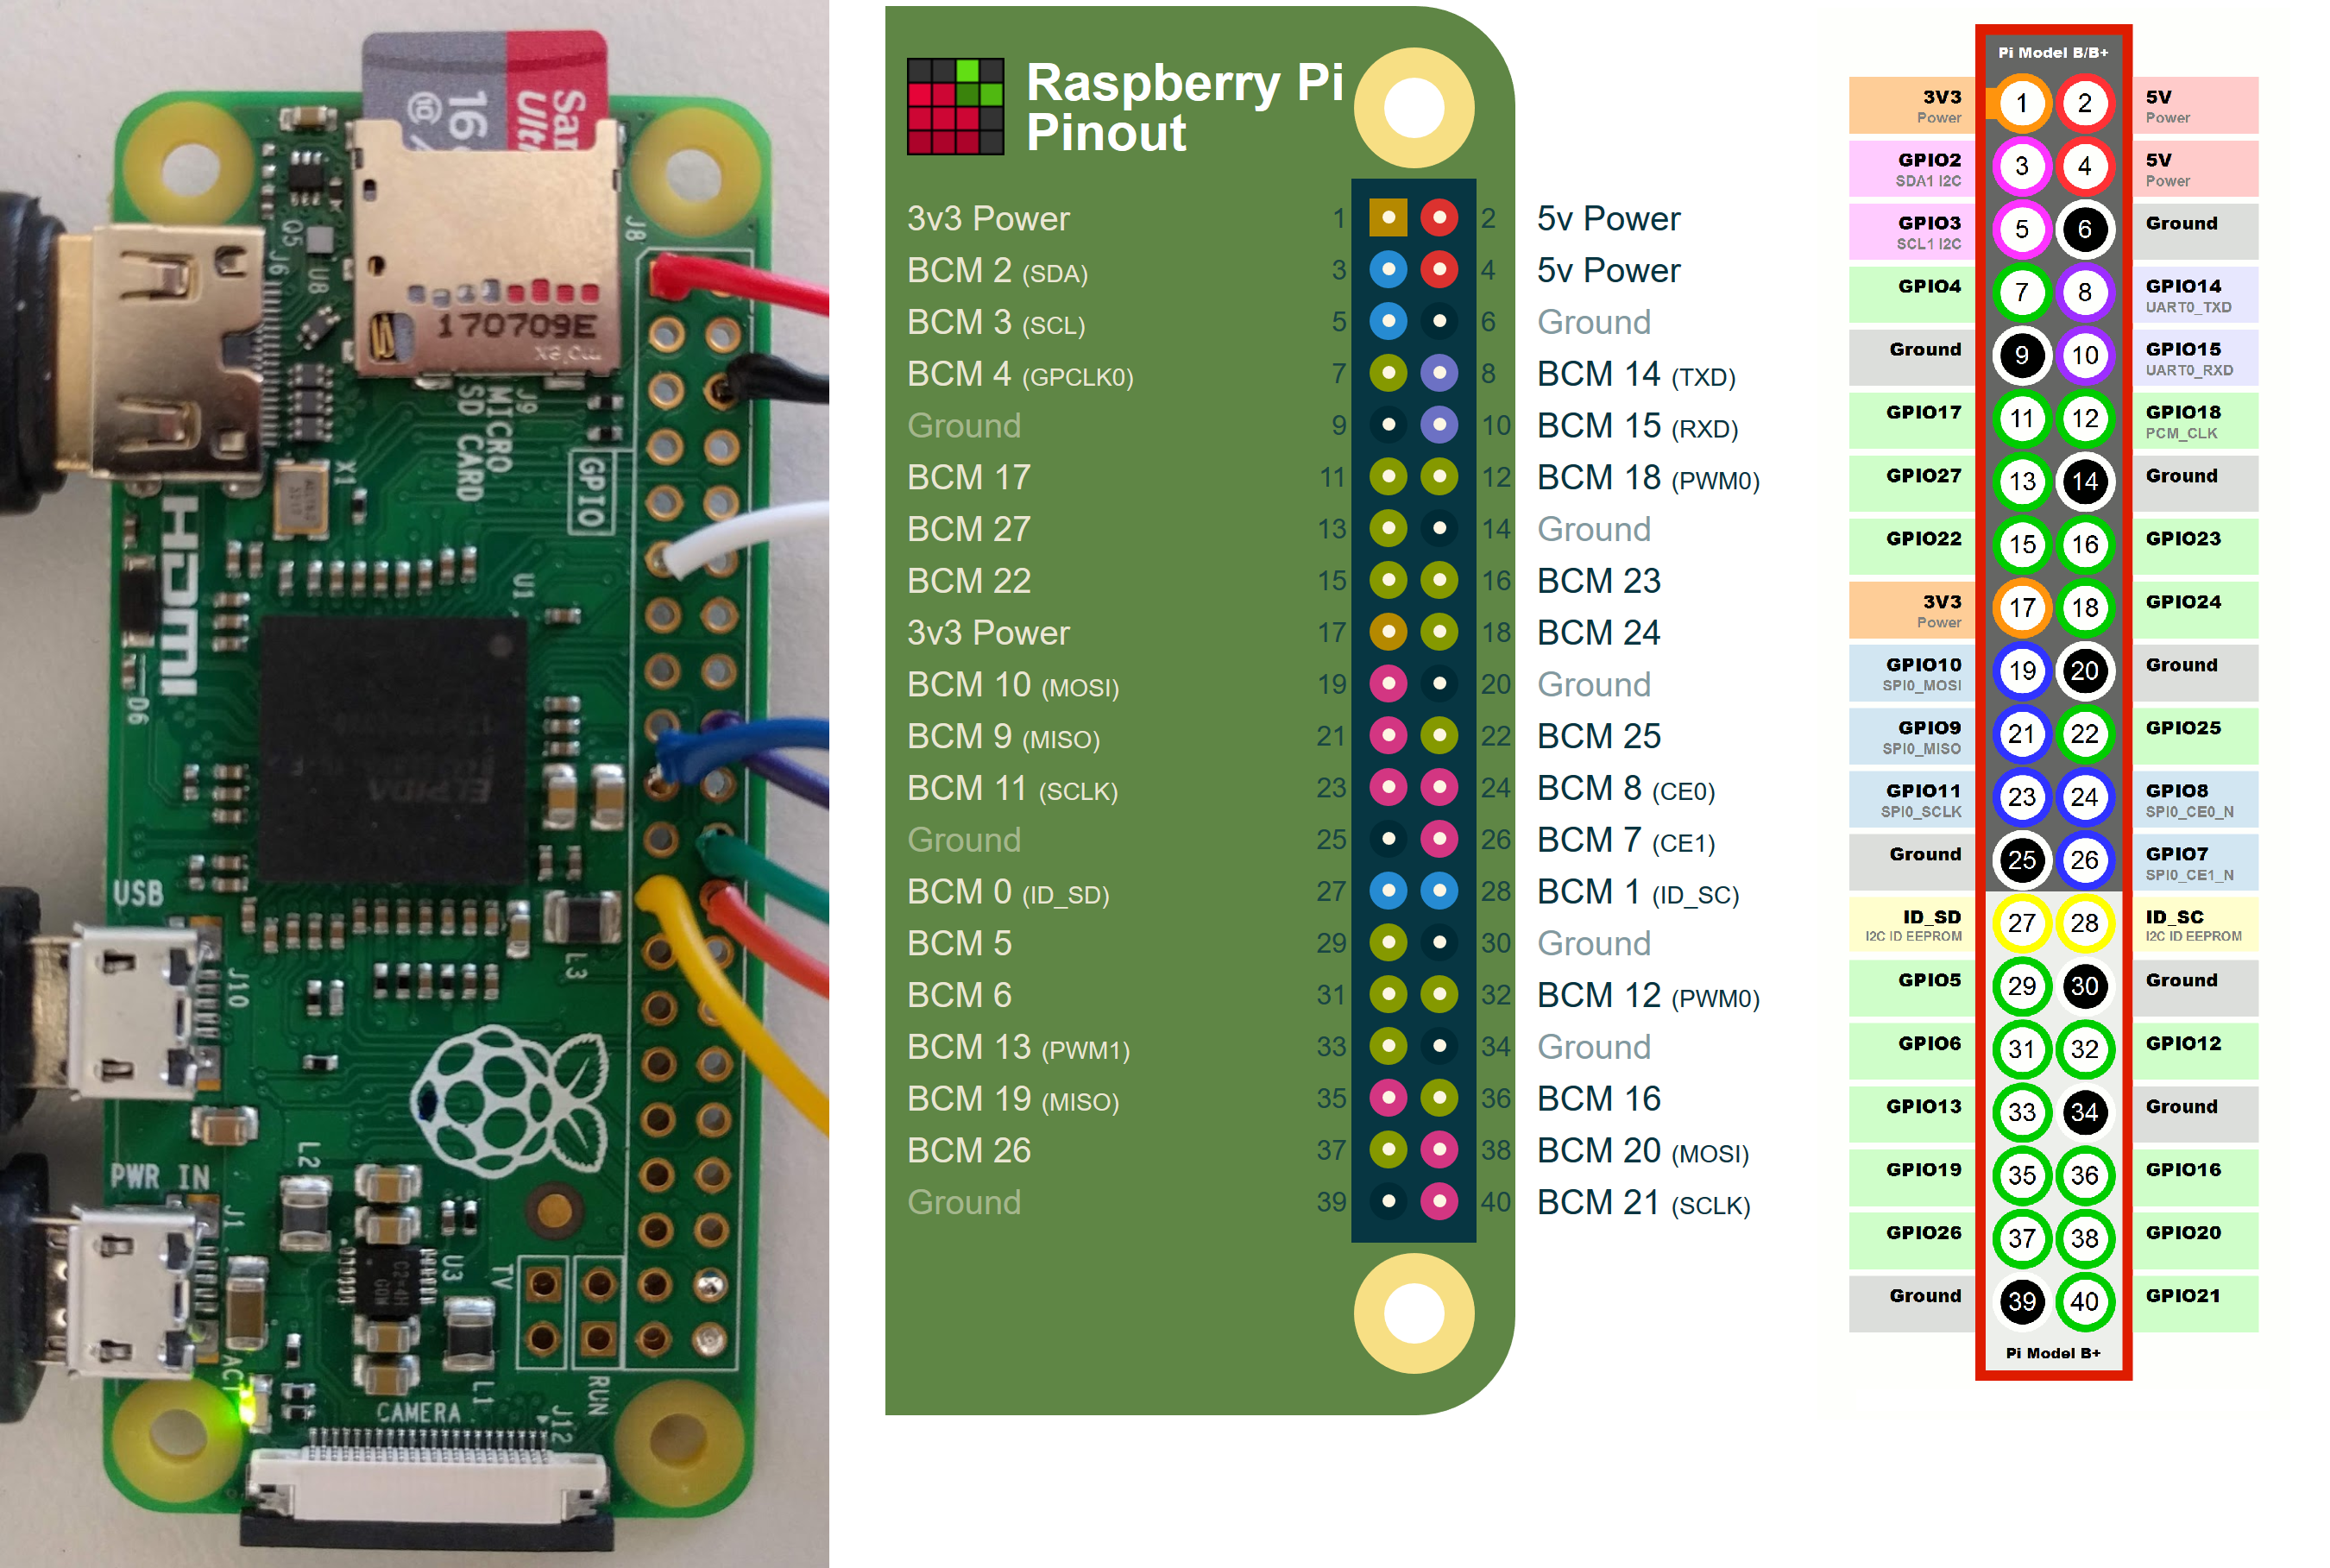 San
Ultr
16
10
170709E
molex
J8
Q5
J6
U8
J9
MICRO
SD CARD
GPIO
X1
HDMI
U1
D6
ELPIDA
USB
L3
J10
PWR IN
L2
J1
U3
TV
ACT
L1
RUN
CAMERA
J12
Raspberry Pi
Pinout
3v3 Power 1 2 5v Power
BCM 2 (SDA) 3 4 5v Power
BCM 3 (SCL) 5 6 Ground
BCM 4 (GPCLK0) 7 8 BCM 14 (TXD)
Ground 9 10 BCM 15 (RXD)
BCM 17 11 12 BCM 18 (PWM0)
BCM 27 13 14 Ground
BCM 22 15 16 BCM 23
3v3 Power 17 18 BCM 24
BCM 10 (MOSI) 19 20 Ground
BCM 9 (MISO) 21 22 BCM 25
BCM 11 (SCLK) 23 24 BCM 8 (CE0)
Ground 25 26 BCM 7 (CE1)
BCM 0 (ID_SD) 27 28 BCM 1 (ID_SC)
BCM 5 29 30 Ground
BCM 6 31 32 BCM 12 (PWM0)
BCM 13 (PWM1) 33 34 Ground
BCM 19 (MISO) 35 36 BCM 16
BCM 26 37 38 BCM 20 (MOSI)
Ground 39 40 BCM 21 (SCLK)
Pi Model B/B+
3V3 1 2 5V
Power Power
GPIO2 3 4 5V
SDA1 I2C Power
GPIO3 5 6 Ground
SCL1 I2C
GPIO4 7 8 GPIO14
UART0_TXD
Ground 9 10 GPIO15
UART0_RXD
GPIO17 11 12 GPIO18
PCM_CLK
GPIO27 13 14 Ground
GPIO22 15 16 GPIO23
3V3 17 18 GPIO24
Power
GPIO10 19 20 Ground
SPI0_MOSI
GPIO9 21 22 GPIO25
SPI0_MISO
GPIO11 23 24 GPIO8
SPI0_SCLK SPI0_CE0_N
Ground 25 26 GPIO7
SPI0_CE1_N
ID_SD 27 28 ID_SC
I2C ID EEPROM I2C ID EEPROM
GPIO5 29 30 Ground
GPIO6 31 32 GPIO12
GPIO13 33 34 Ground
GPIO19 35 36 GPIO16
GPIO26 37 38 GPIO20
Ground 39 40 GPIO21
Pi Model B+